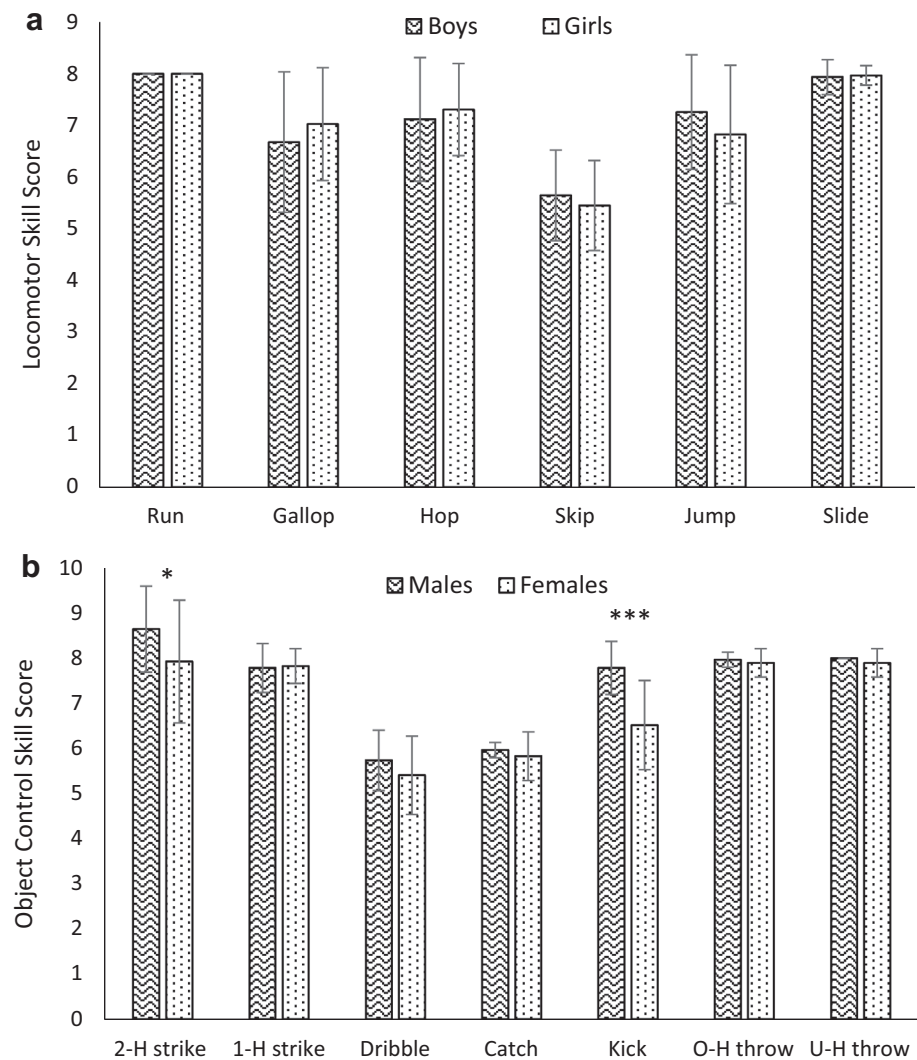 a
Boys Girls
Locomotor Skill Score
9
8
7
6
5
4
3
2
1
0
Run Gallop Hop Skip Jump Slide
b
Males Females
Object Control Skill Score
10
9
8
7
6
5
4
3
2
1
0
*
***
2-H strike 1-H strike Dribble Catch Kick O-H throw U-H throw